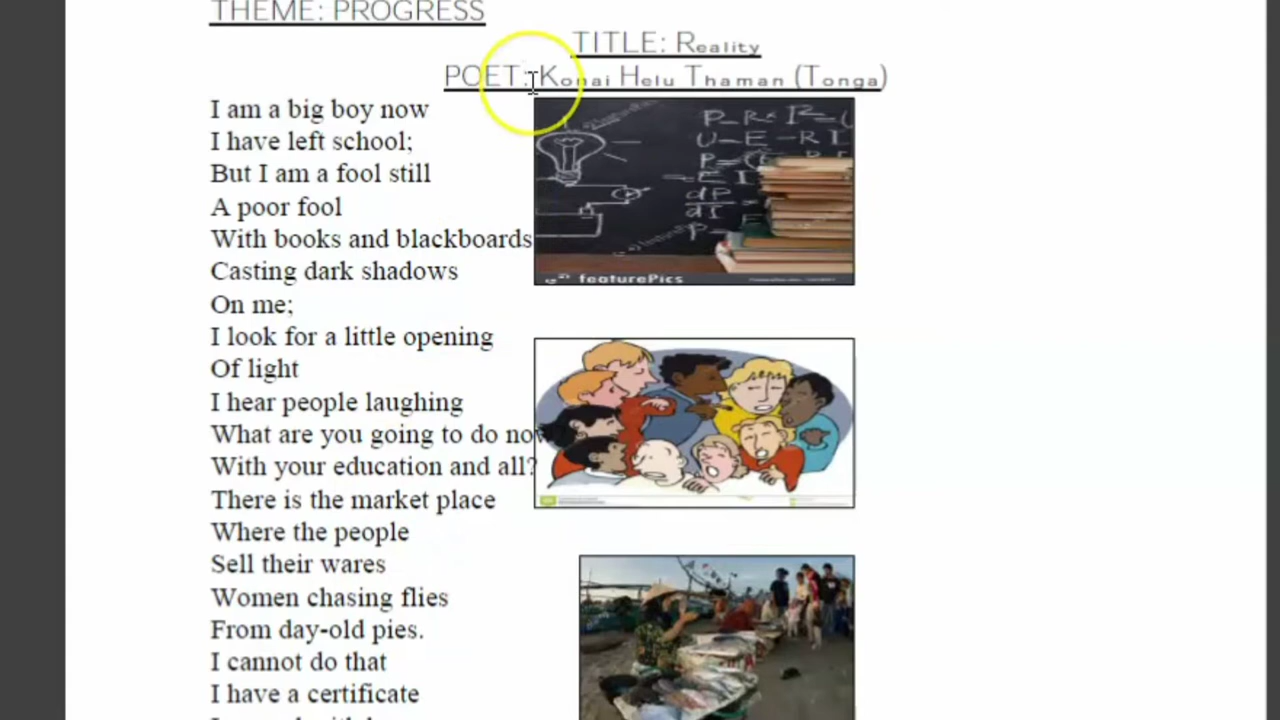 THEME: PROGRESS
TITLE: Reality
POET: Konai Helu Thaman (Tonga)
I am a big boy now
I have left school;
But I am a fool still
A poor fool
With books and blackboards
Casting dark shadows
On me;
I look for a little opening
Of light
I hear people laughing
What are you going to do now
With your education and all?
There is the market place
Where the people
Sell their wares
Women chasing flies
From day-old pies.
I cannot do that
I have a certificate
featurePics